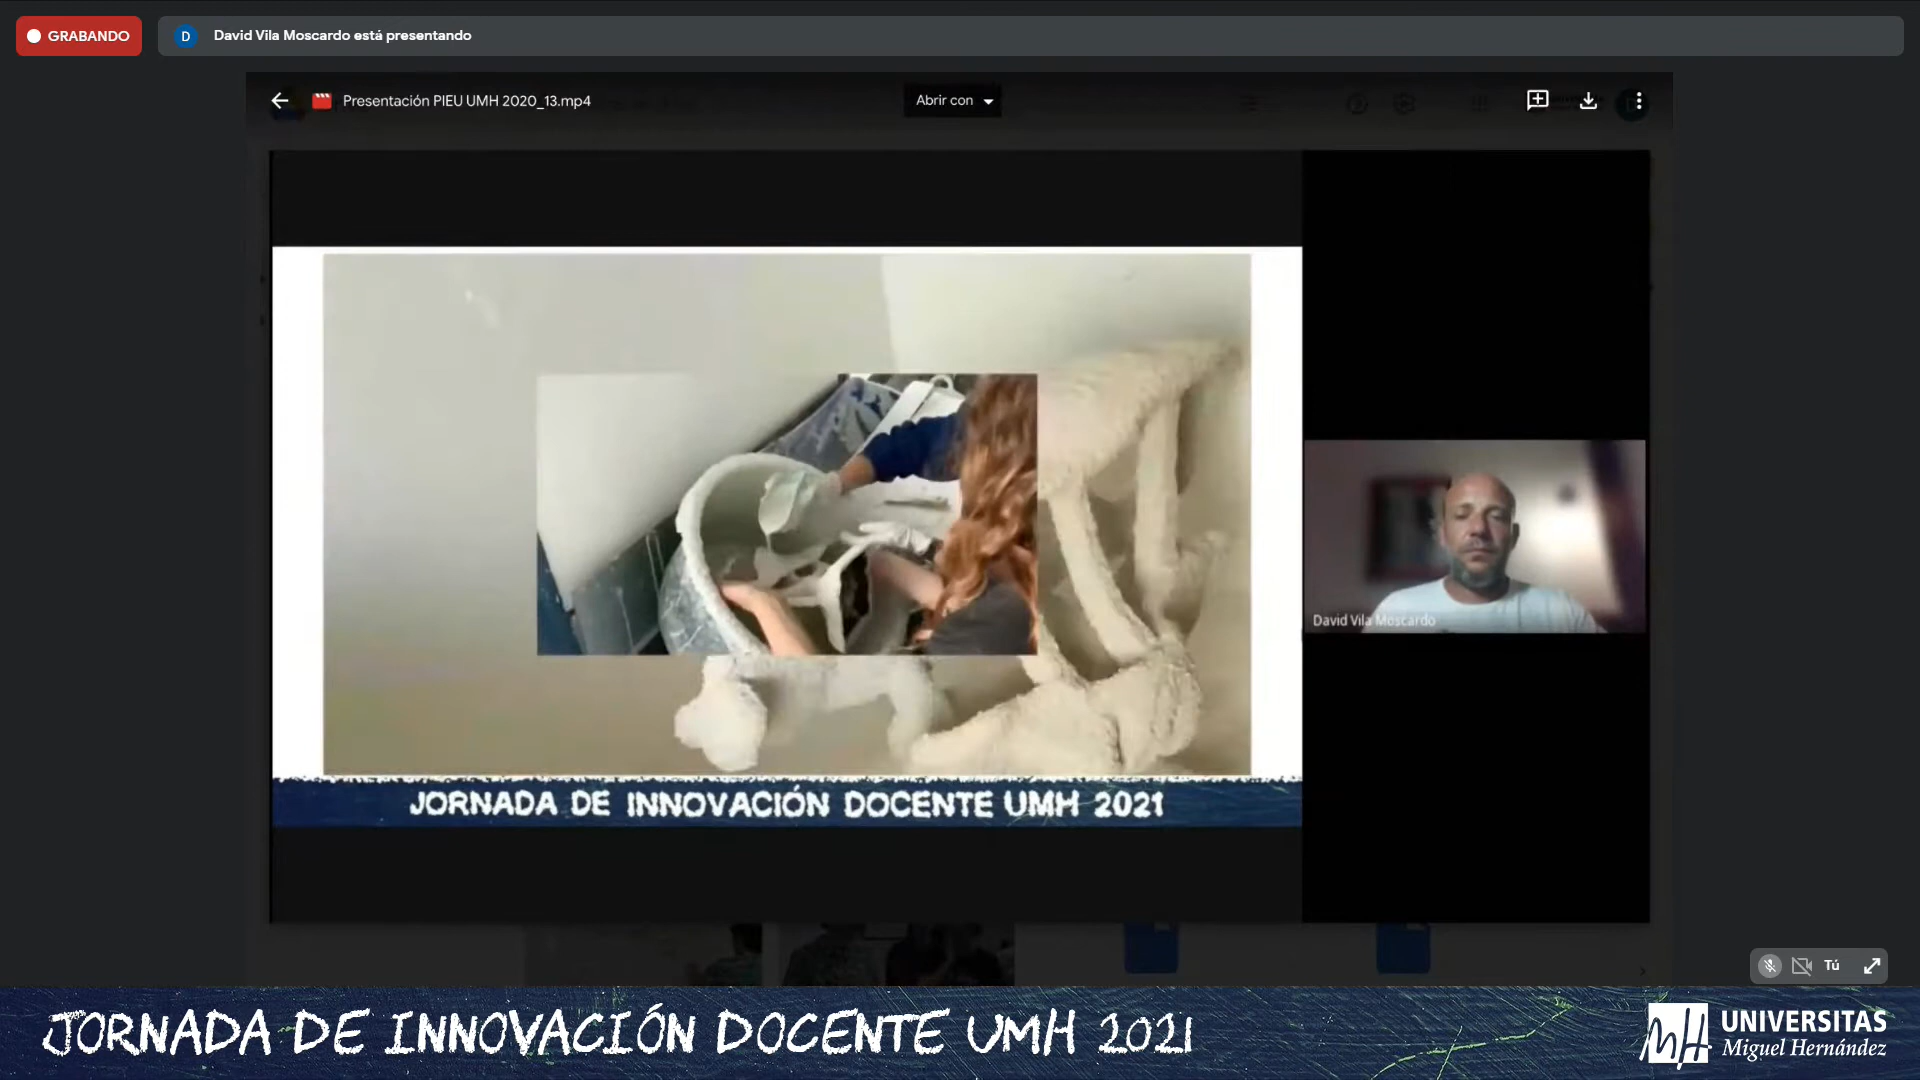 GRABANDO
D
David Vila Moscardo está presentando
Presentación PIEU UMH 2020_13.mp4
Abrir con
David Vila Moscardo
JORNADA DE INNOVACIÓN DOCENTE UMH 2021
Tú
JORNADA DE INNOVACIÓN DOCENTE UMH 2021
UNIVERSITAS
Miguel Hernández